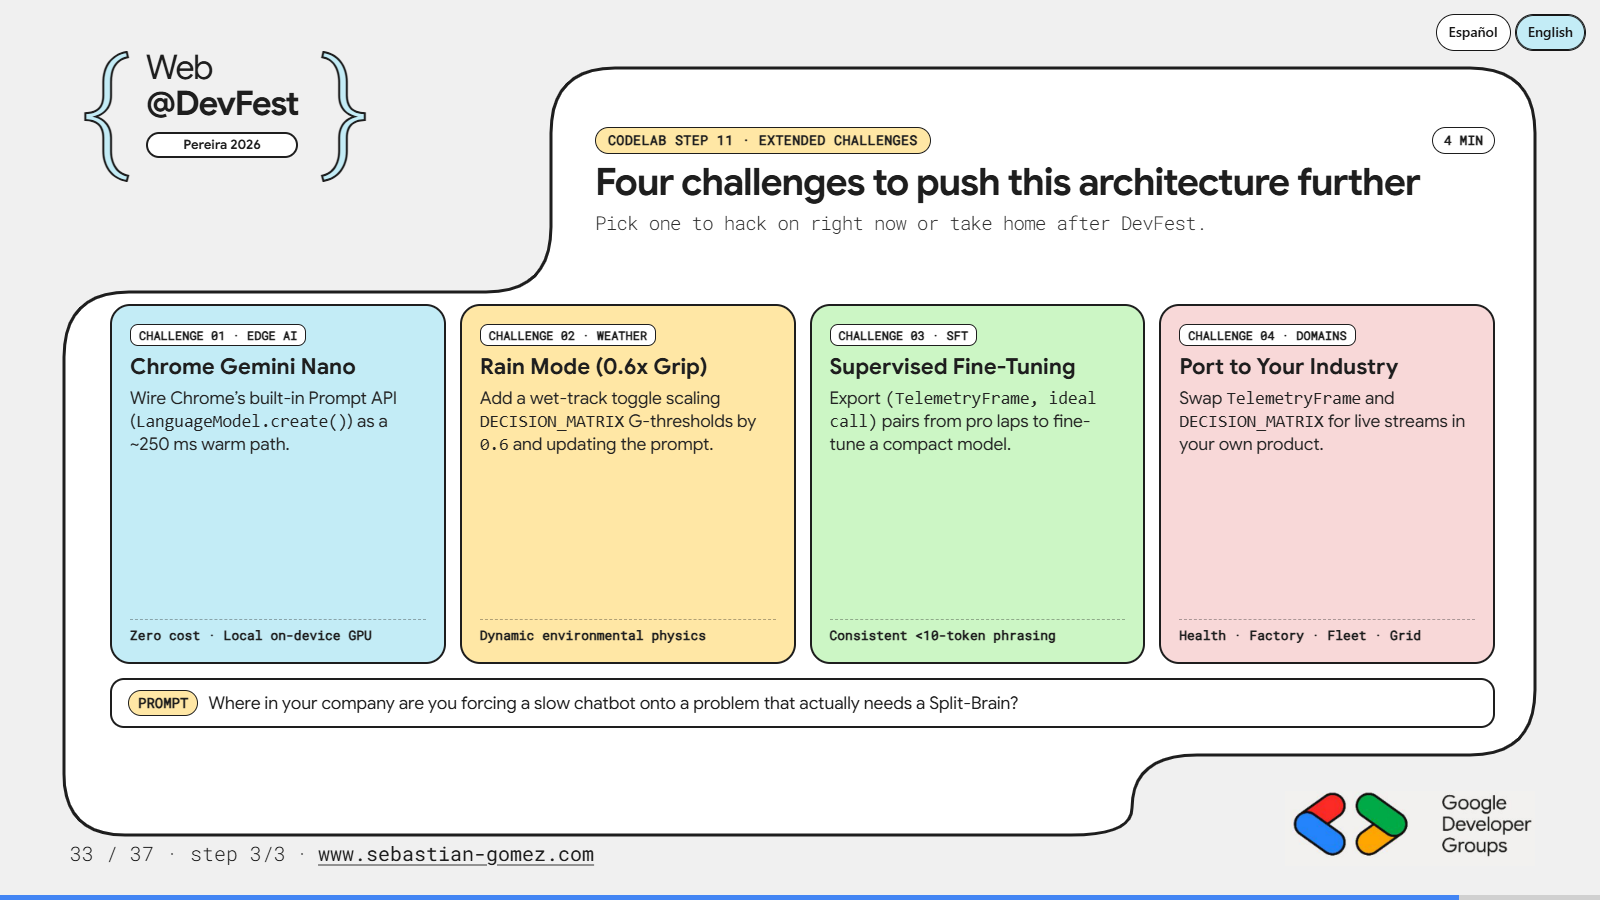 Español
English
Web
@DevFest
Pereira 2026
CODELAB STEP 11 · EXTENDED CHALLENGES
4 MIN
Four challenges to push this architecture further
Pick one to hack on right now or take home after DevFest.
CHALLENGE 01 · EDGE AI
Chrome Gemini Nano
Wire Chrome's built-in Prompt API
(LanguageModel.create()) as a
~250 ms warm path.
Zero cost · Local on-device GPU
CHALLENGE 02 · WEATHER
Rain Mode (0.6x Grip)
Add a wet-track toggle scaling
DECISION_MATRIX G-thresholds by
0.6 and updating the prompt.
Dynamic environmental physics
CHALLENGE 03 · SFT
Supervised Fine-Tuning
Export (TelemetryFrame, ideal
call) pairs from pro laps to fine-
tune a compact model.
Consistent <10-token phrasing
CHALLENGE 04 · DOMAINS
Port to Your Industry
Swap TelemetryFrame and
DECISION_MATRIX for live streams in
your own product.
Health · Factory · Fleet · Grid
PROMPT Where in your company are you forcing a slow chatbot onto a problem that actually needs a Split-Brain?
33 / 37 · step 3/3 · www.sebastian-gomez.com
Google
Developer
Groups